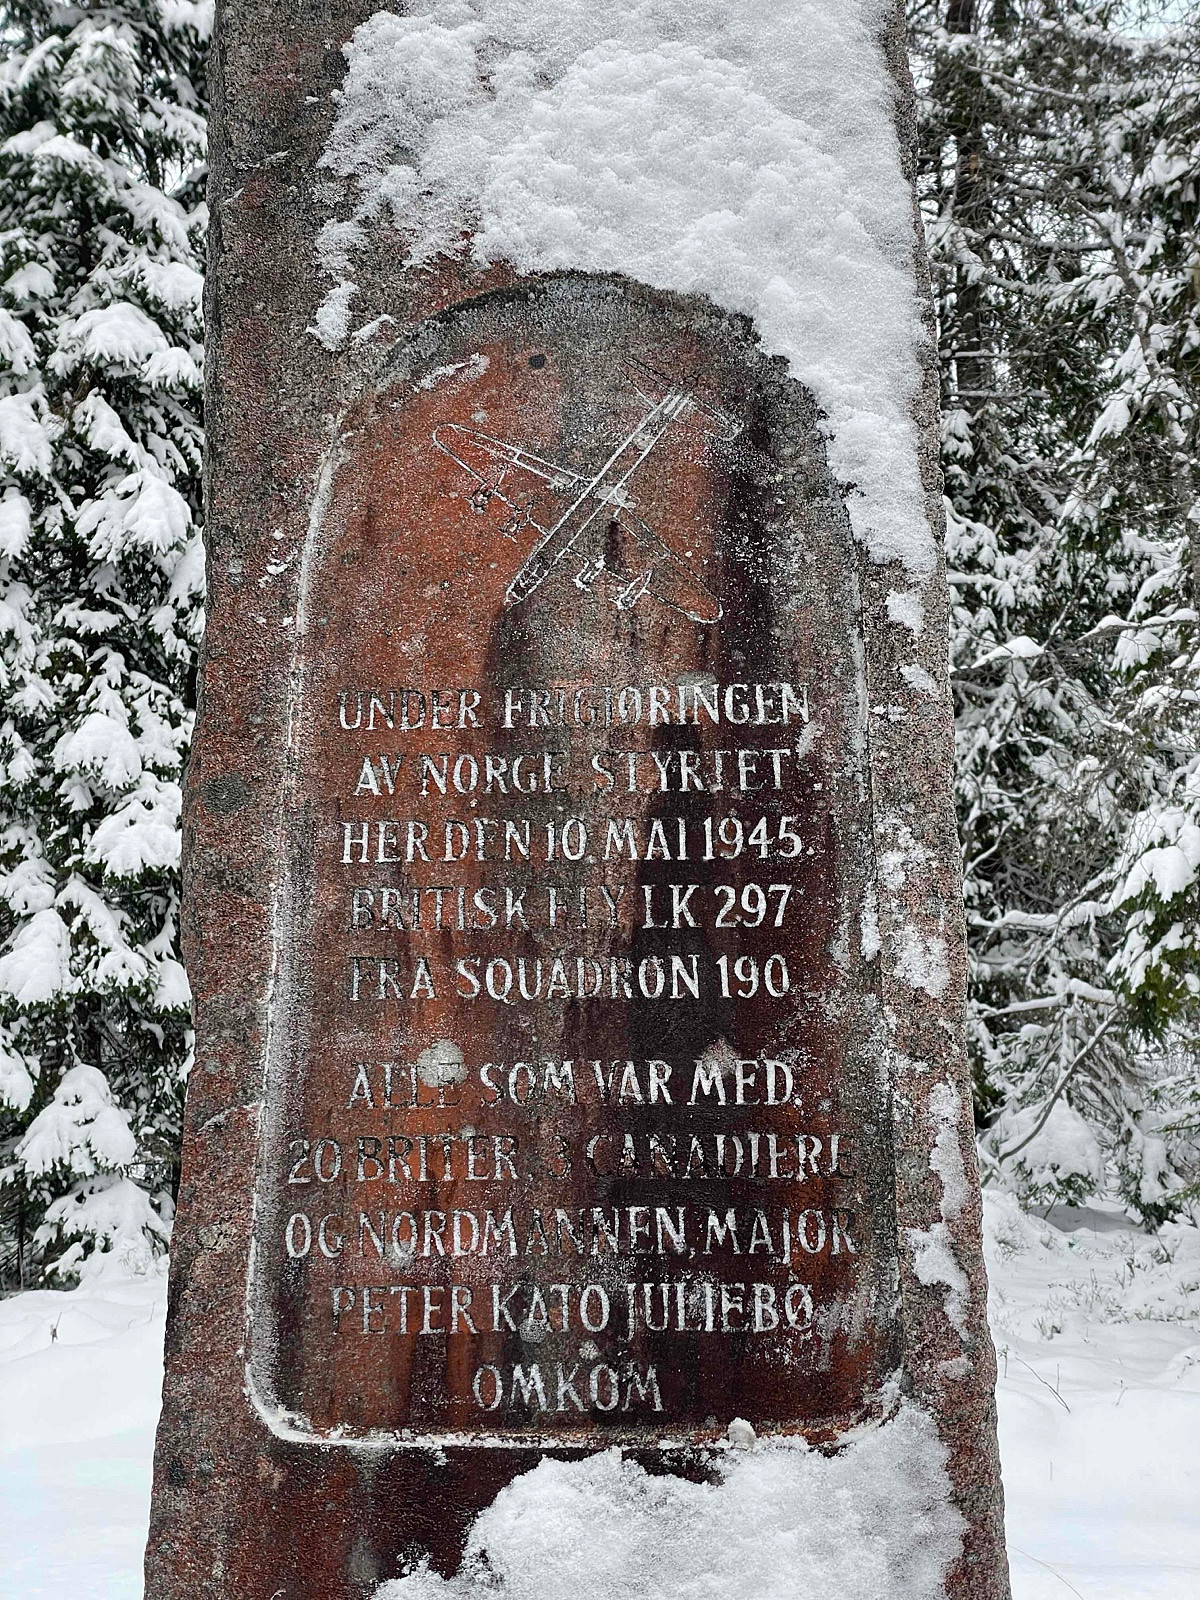 UNDER FRIGJØRINGEN
AV NORGE STYRTET
HER DEN 10. MAI 1945
BRITISK FLY LK 297
FRA SQUADRON 190
ALLE SOM VAR MED,
20 BRITER, 3 CANADIERE
OG NORDMANNEN, MAJOR
PETER KATO JULIEBØ
OMKOM